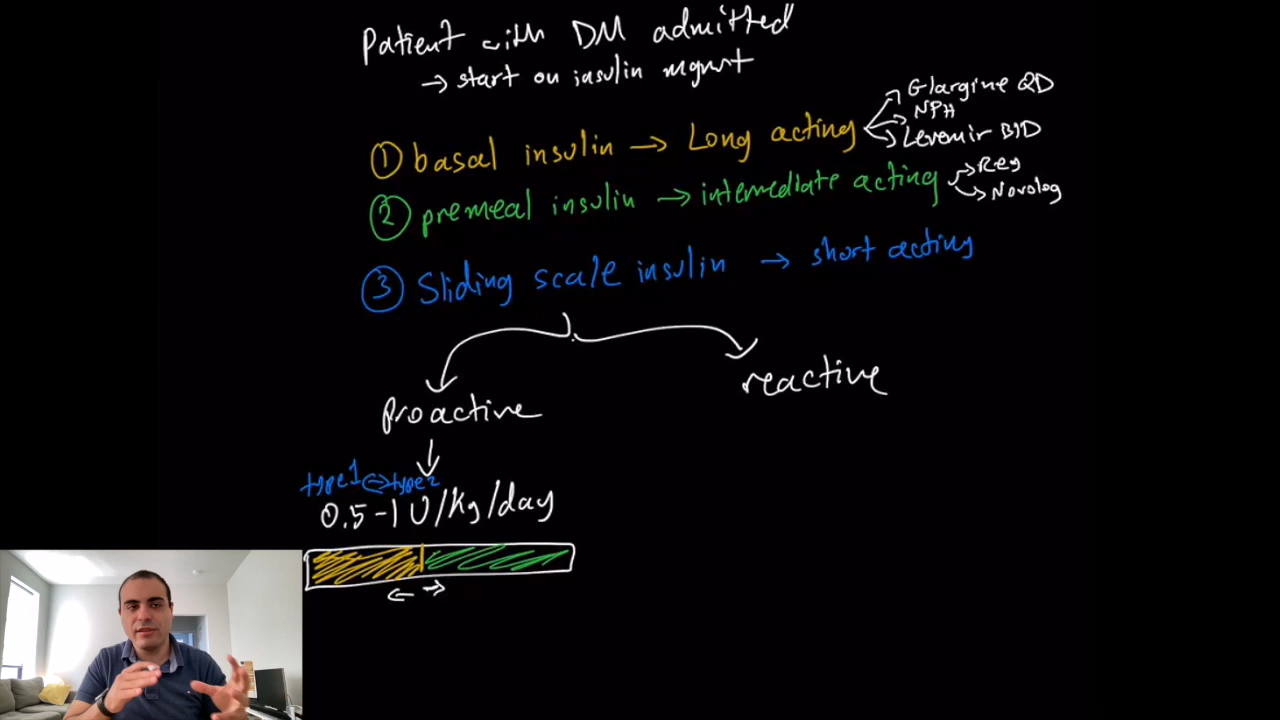 Patient with DM admitted
→ start on insulin mgmt
① basal insulin → Long acting
Glargine QD
NPH
Levemir BID
② premeal insulin → intermediate acting
Reg
Novolog
③ Sliding scale insulin → short acting
Proactive
reactive
type1 ↔ type2
0.5-1 U/kg/day
← →